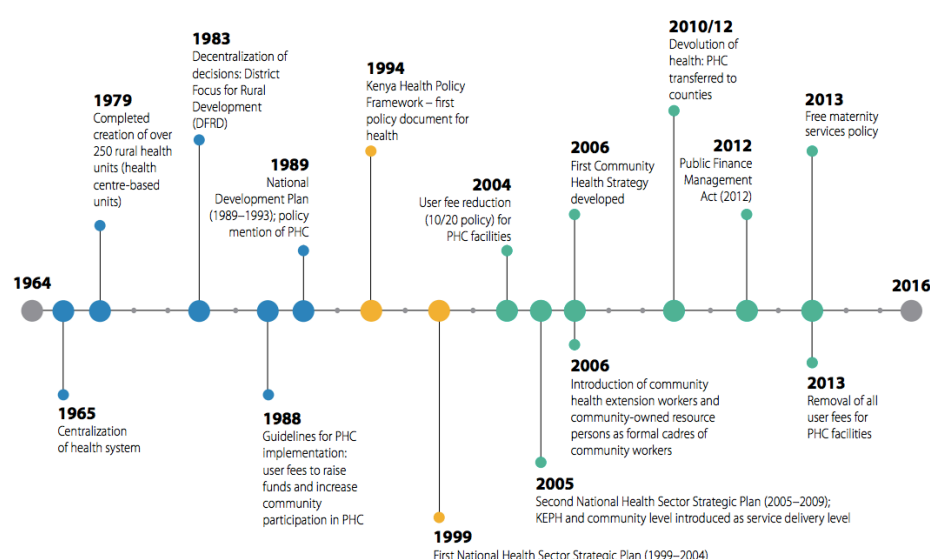 1964
1965
Centralization
of health system
1979
Completed
creation of over
250 rural health
units (health
centre-based
units)
1983
Decentralization of
decisions: District
Focus for Rural
Development
(DFRD)
1988
Guidelines for PHC
implementation:
user fees to raise
funds and increase
community
participation in PHC
1989
National
Development Plan
(1989–1993); policy
mention of PHC
1994
Kenya Health Policy
Framework – first
policy document for
health
1999
First National Health Sector Strategic Plan (1999–2004)
2004
User fee reduction
(10/20 policy) for
PHC facilities
2005
Second National Health Sector Strategic Plan (2005–2009);
KEPH and community level introduced as service delivery level
2006
First Community
Health Strategy
developed
2006
Introduction of community
health extension workers and
community-owned resource
persons as formal cadres of
community workers
2010/12
Devolution of
health: PHC
transferred to
counties
2012
Public Finance
Management
Act (2012)
2013
Free maternity
services policy
2013
Removal of all
user fees for
PHC facilities
2016